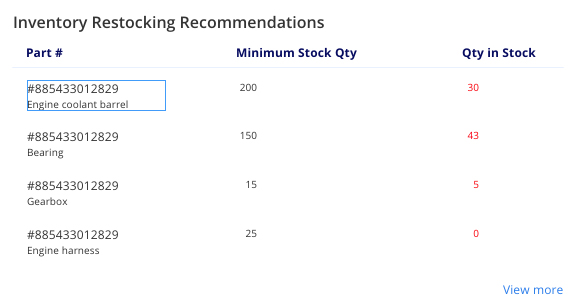 Inventory Restocking Recommendations
Part # Minimum Stock Qty Qty in Stock
#885433012829 200 30
Engine coolant barrel
#885433012829 150 43
Bearing
#885433012829 15 5
Gearbox
#885433012829 25 0
Engine harness
View more